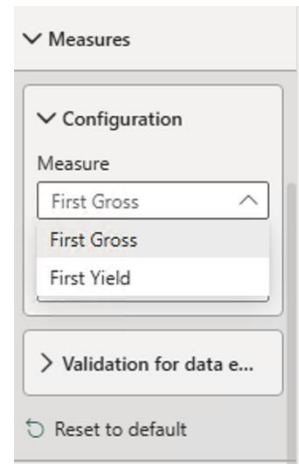 Measures
Configuration
Measure
First Gross
First Gross
First Yield
Validation for data e...
Reset to default